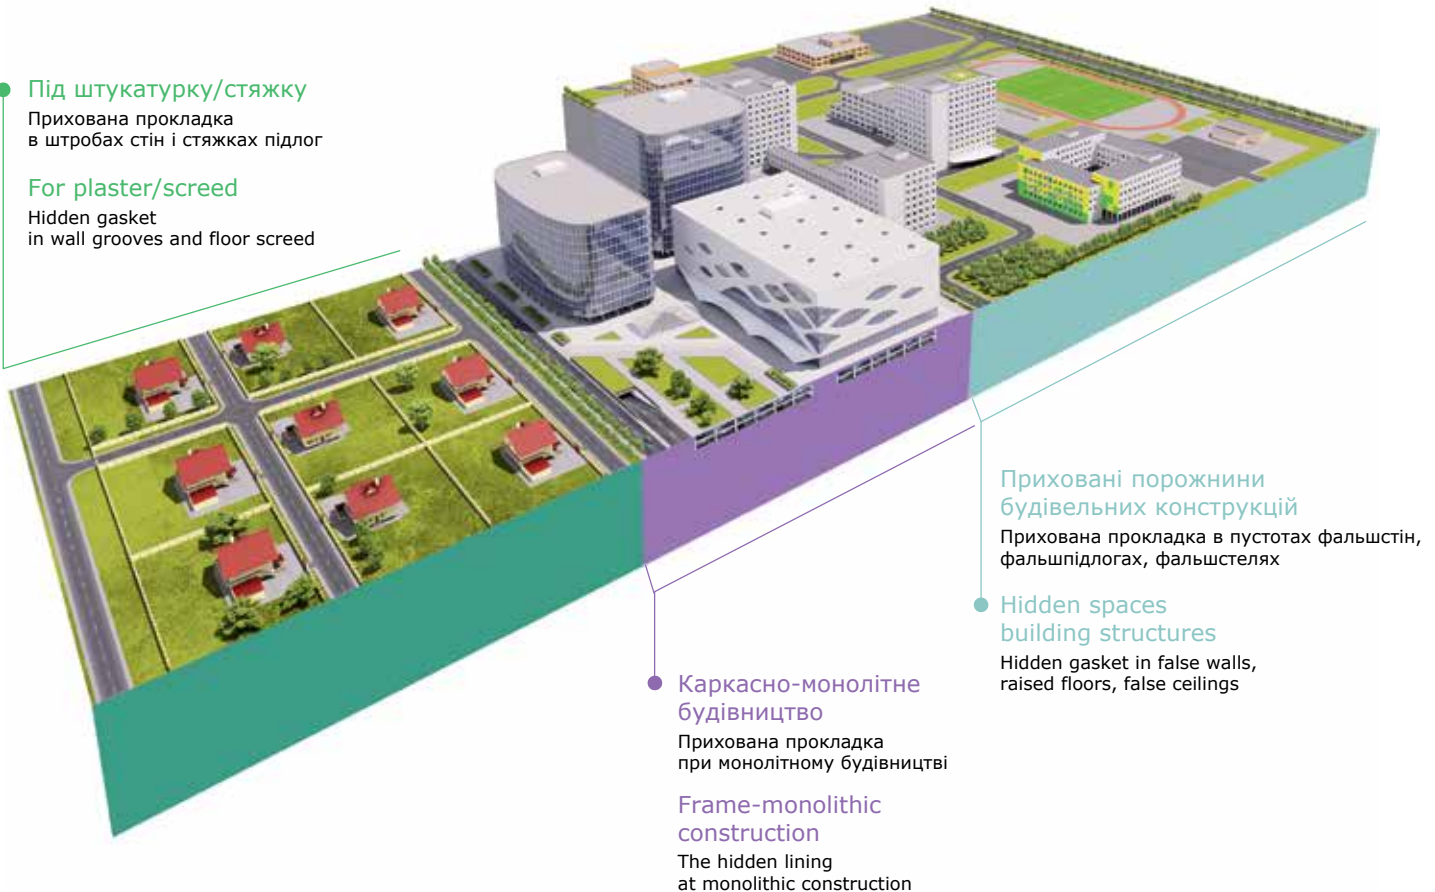 Під штукатурку/стяжку
Прихована прокладка
в штробах стін і стяжках підлог
For plaster/screed
Hidden gasket
in wall grooves and floor screed
Приховані порожнини
будівельних конструкцій
Прихована прокладка в пустотах фальшстін,
фальшпідлогах, фальшстелях
Hidden spaces
building structures
Hidden gasket in false walls,
raised floors, false ceilings
Каркасно-монолітне
будівництво
Прихована прокладка
при монолітному будівництві
Frame-monolithic
construction
The hidden lining
at monolithic construction